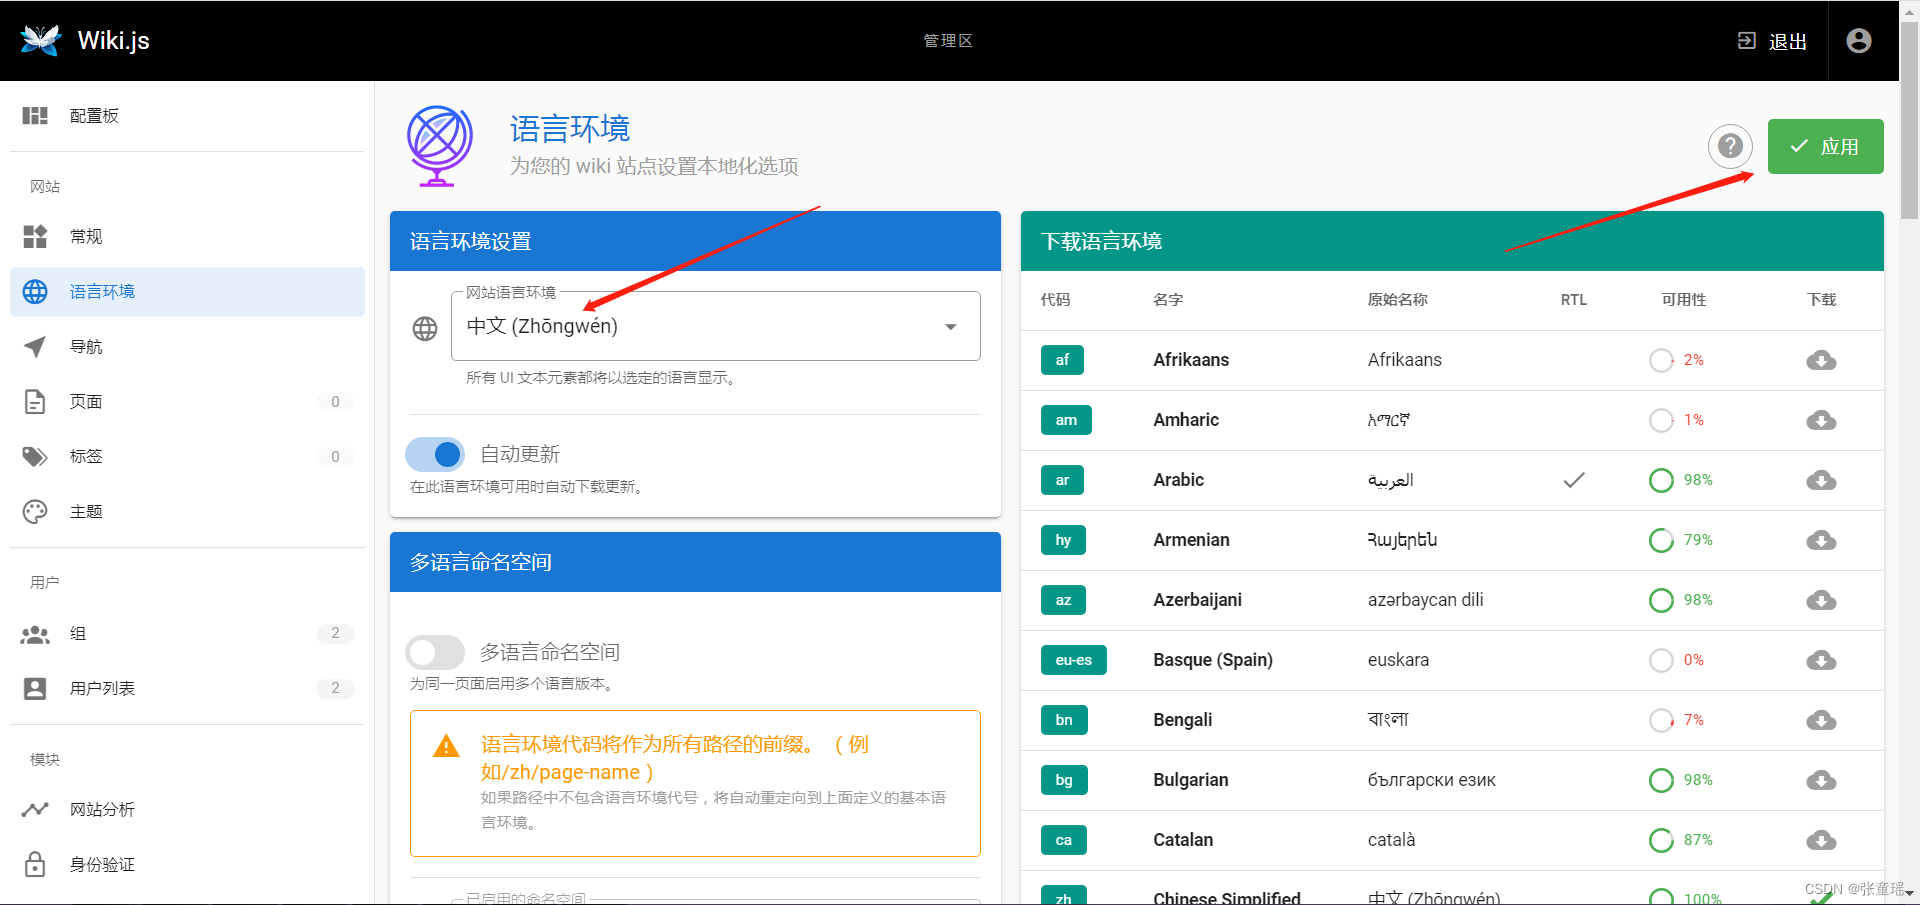 Wiki.js
管理区
退出
配置板
网站
常规
语言环境
导航
页面 0
标签 0
主题
用户
组 2
用户列表 2
模块
网站分析
身份验证
语言环境
为您的 wiki 站点设置本地化选项
应用
语言环境设置
网站语言环境
中文 (Zhōngwén)
所有 UI 文本元素都将以选定的语言显示。
自动更新
在此语言环境可用时自动下载更新。
多语言命名空间
多语言命名空间
为同一页面启用多个语言版本。
语言环境代码将作为所有路径的前缀。 （例
如/zh/page-name）
如果路径中不包含语言环境代号，将自动重定向到上面定义的基本语
言环境。
已启用的命名空间
下载语言环境
代码 名字 原始名称 RTL 可用性 下载
af Afrikaans Afrikaans 2%
am Amharic አማርኛ 1%
ar Arabic العربية 98%
hy Armenian Հայերեն 79%
az Azerbaijani azərbaycan dili 98%
eu-es Basque (Spain) euskara 0%
bn Bengali বাংলা 7%
bg Bulgarian български език 98%
ca Catalan català 87%
zh Chinese Simplified 中文 (Zhōngwén) 100%
CSDN @张童瑶